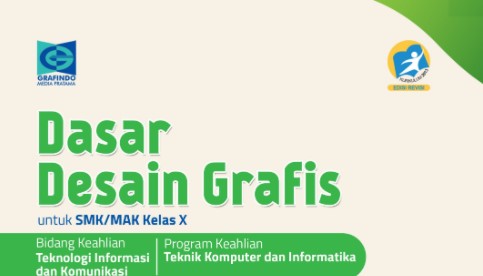 GRAFINDO
MEDIA PRATAMA
EDISI REVISI
Dasar
Desain Grafis
untuk SMK/MAK Kelas X
Bidang Keahlian
Teknologi Informasi
dan Komunikasi
Program Keahlian
Teknik Komputer dan Informatika